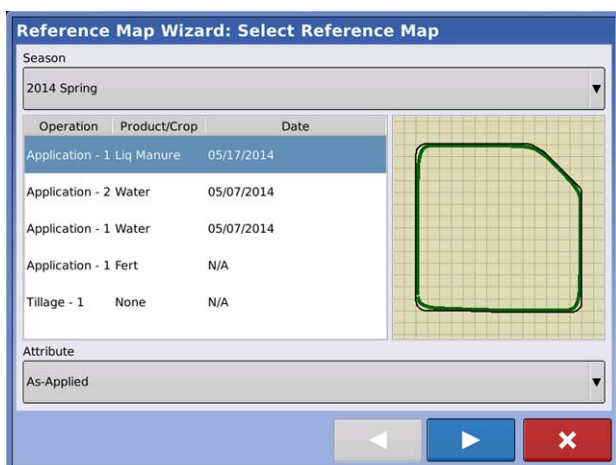 Reference Map Wizard: Select Reference Map
Season
2014 Spring
Operation Product/Crop Date
Application - 1 Liq Manure 05/17/2014
Application - 2 Water 05/07/2014
Application - 1 Water 05/07/2014
Application - 1 Fert N/A
Tillage - 1 None N/A
Attribute
As-Applied